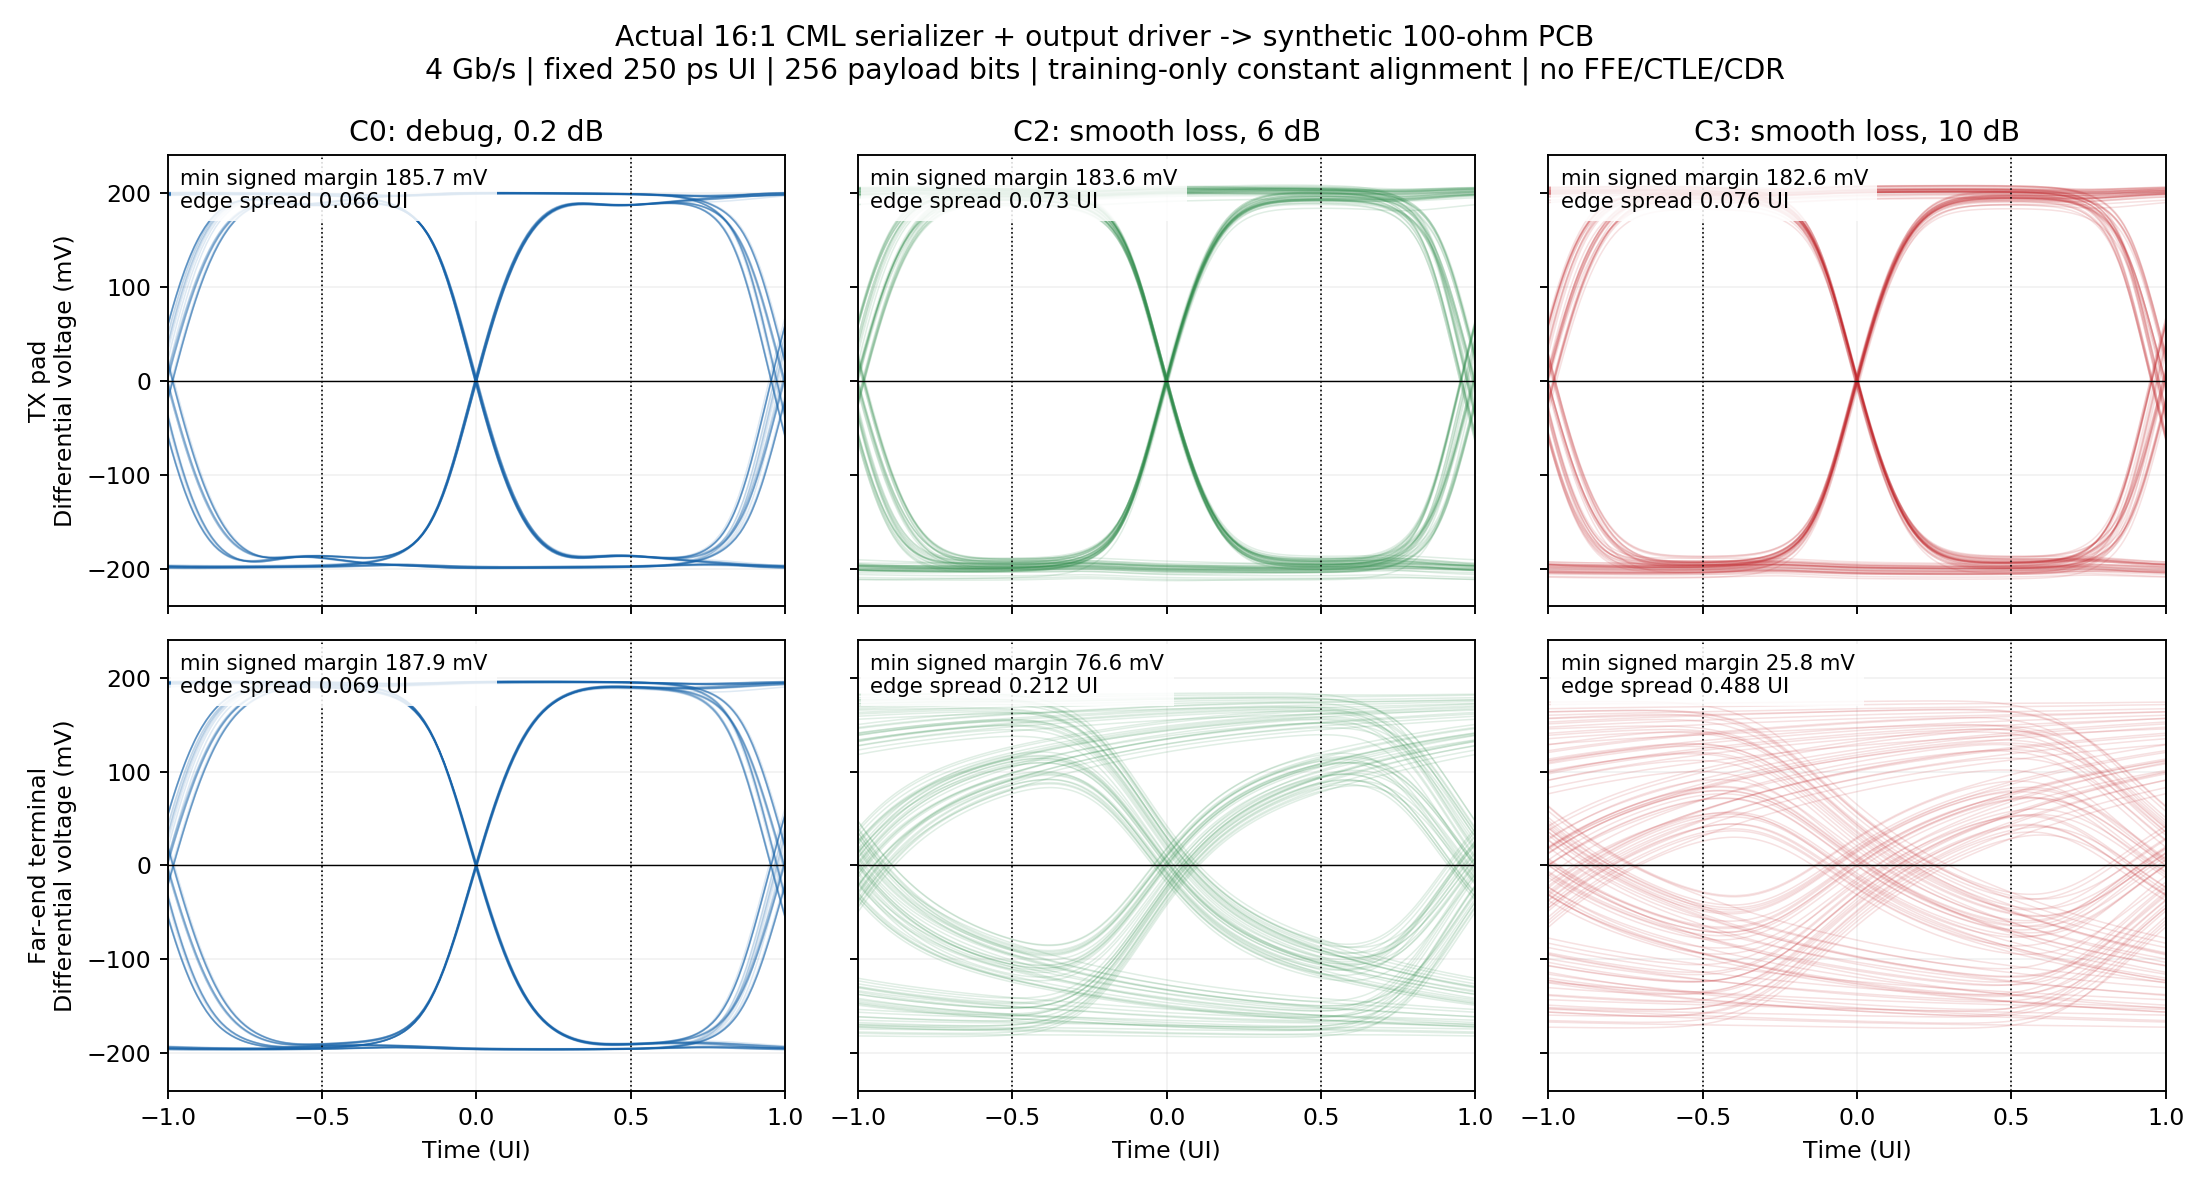 Actual 16:1 CML serializer + output driver -> synthetic 100-ohm PCB
4 Gb/s | fixed 250 ps UI | 256 payload bits | training-only constant alignment | no FFE/CTLE/CDR
C0: debug, 0.2 dB
C2: smooth loss, 6 dB
C3: smooth loss, 10 dB
TX pad
Differential voltage (mV)
200
100
0
−100
−200
min signed margin 185.7 mV
edge spread 0.066 UI
min signed margin 183.6 mV
edge spread 0.073 UI
min signed margin 182.6 mV
edge spread 0.076 UI
Far-end terminal
Differential voltage (mV)
200
100
0
−100
−200
min signed margin 187.9 mV
edge spread 0.069 UI
min signed margin 76.6 mV
edge spread 0.212 UI
min signed margin 25.8 mV
edge spread 0.488 UI
−1.0 −0.5 0.0 0.5 1.0
−1.0 −0.5 0.0 0.5 1.0
−1.0 −0.5 0.0 0.5 1.0
Time (UI)
Time (UI)
Time (UI)